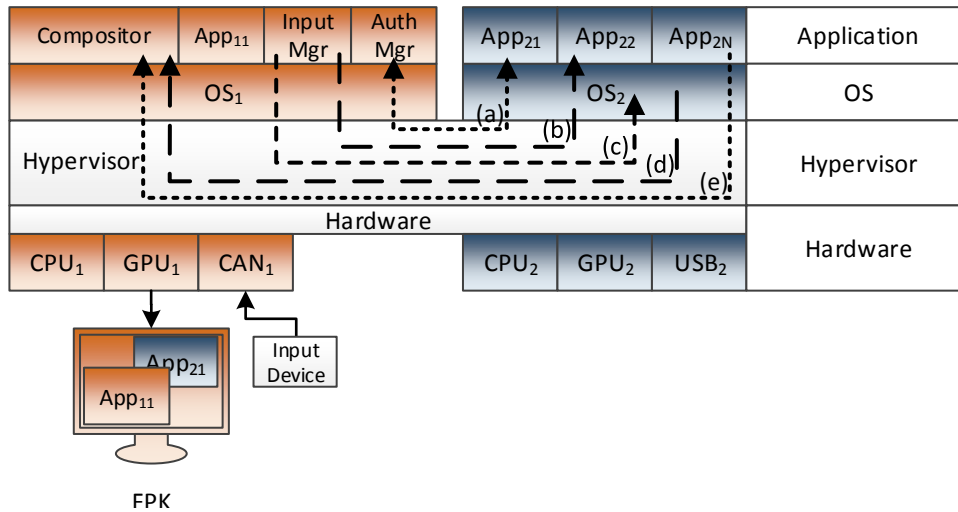 Compositor
App₁₁
Input
Mgr
Auth
Mgr
App₂₁
App₂₂
App₂N
Application
OS₁
OS₂
OS
(a)
(b)
(c)
(d)
(e)
Hypervisor
Hypervisor
Hardware
Hardware
CPU₁
GPU₁
CAN₁
CPU₂
GPU₂
USB₂
Input
Device
App₂₁
App₁₁